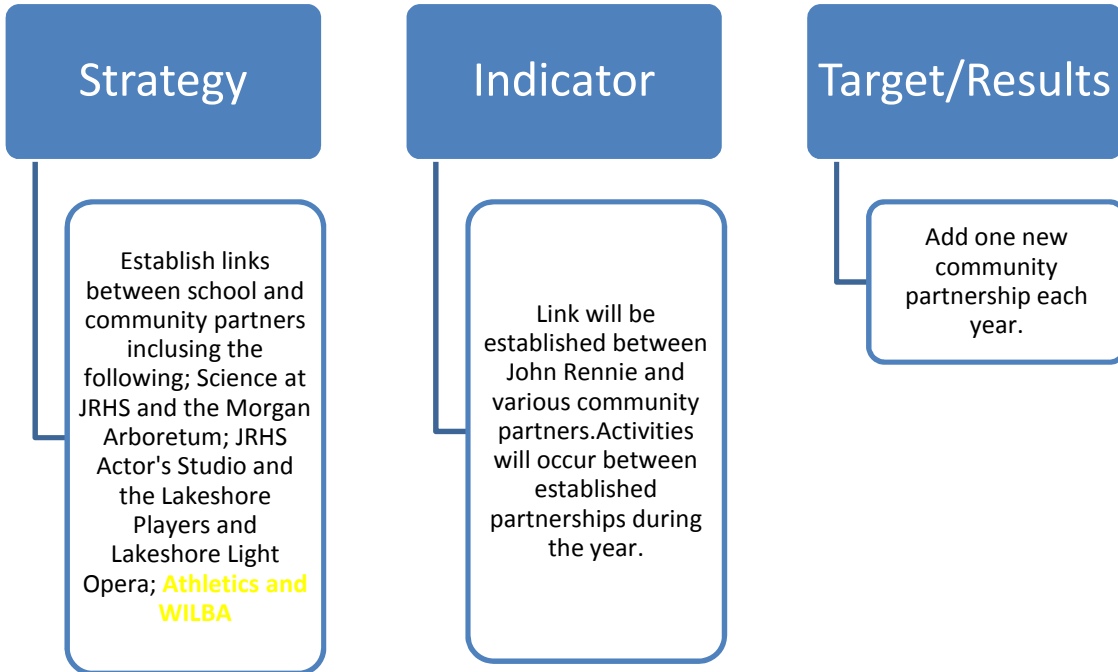 Strategy
Establish links
between school and
community partners
inclusing the
following; Science at
JRHS and the Morgan
Arboretum; JRHS
Actor's Studio and
the Lakeshore
Players and
Lakeshore Light
Opera; Athletics and
WILBA
Indicator
Link will be
established between
John Rennie and
various community
partners.Activities
will occur between
established
partnerships during
the year.
Target/Results
Add one new
community
partnership each
year.